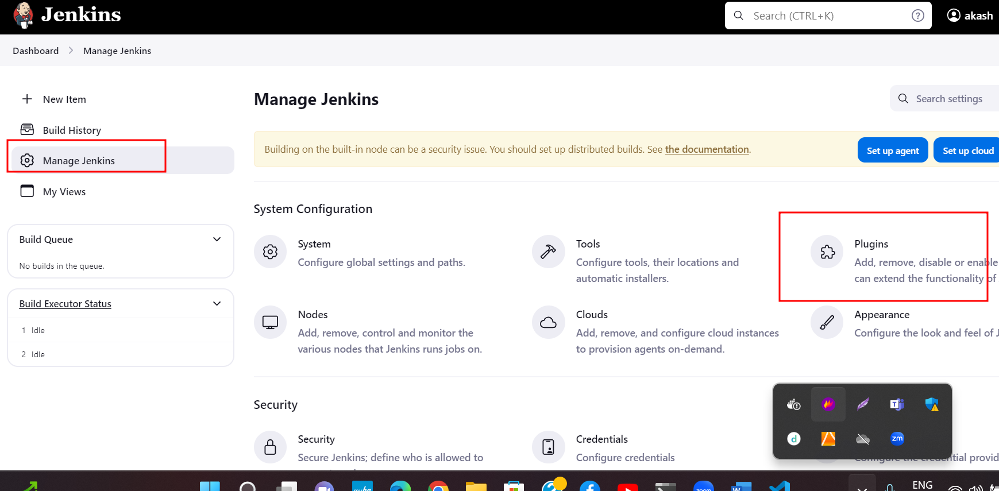 Jenkins
Search (CTRL+K)
?
akash
Dashboard
Manage Jenkins
New Item
Build History
Manage Jenkins
My Views
Build Queue
No builds in the queue.
Build Executor Status
1 Idle
2 Idle
Manage Jenkins
Search settings
Building on the built-in node can be a security issue. You should set up distributed builds. See the documentation.
Set up agent
Set up cloud
System Configuration
System
Configure global settings and paths.
Tools
Configure tools, their locations and
automatic installers.
Plugins
Add, remove, disable or enable
can extend the functionality of
Nodes
Add, remove, control and monitor the
various nodes that Jenkins runs jobs on.
Clouds
Add, remove, and configure cloud instances
to provision agents on-demand.
Appearance
Configure the look and feel of J
Security
Security
Secure Jenkins; define who is allowed to
Credentials
Configure credentials
Configure the credential provid
T
d
zm
myhq
zoom
W
ENG